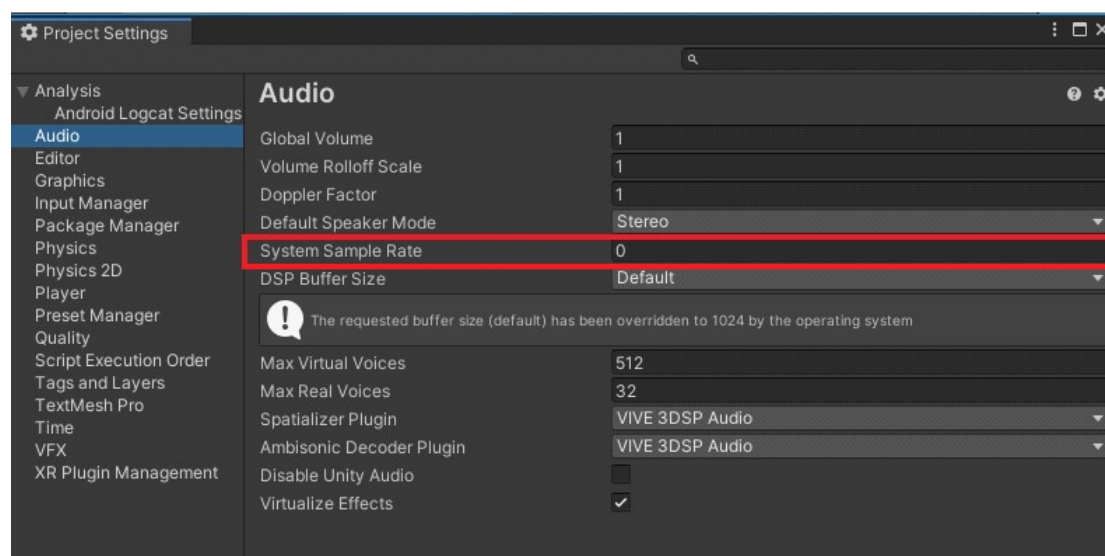 Project Settings
Analysis
Android Logcat Settings
Audio
Editor
Graphics
Input Manager
Package Manager
Physics
Physics 2D
Player
Preset Manager
Quality
Script Execution Order
Tags and Layers
TextMesh Pro
Time
VFX
XR Plugin Management
Audio
Global Volume 1
Volume Rolloff Scale 1
Doppler Factor 1
Default Speaker Mode Stereo
System Sample Rate 0
DSP Buffer Size Default
The requested buffer size (default) has been overridden to 1024 by the operating system
Max Virtual Voices 512
Max Real Voices 32
Spatializer Plugin VIVE 3DSP Audio
Ambisonic Decoder Plugin VIVE 3DSP Audio
Disable Unity Audio
Virtualize Effects